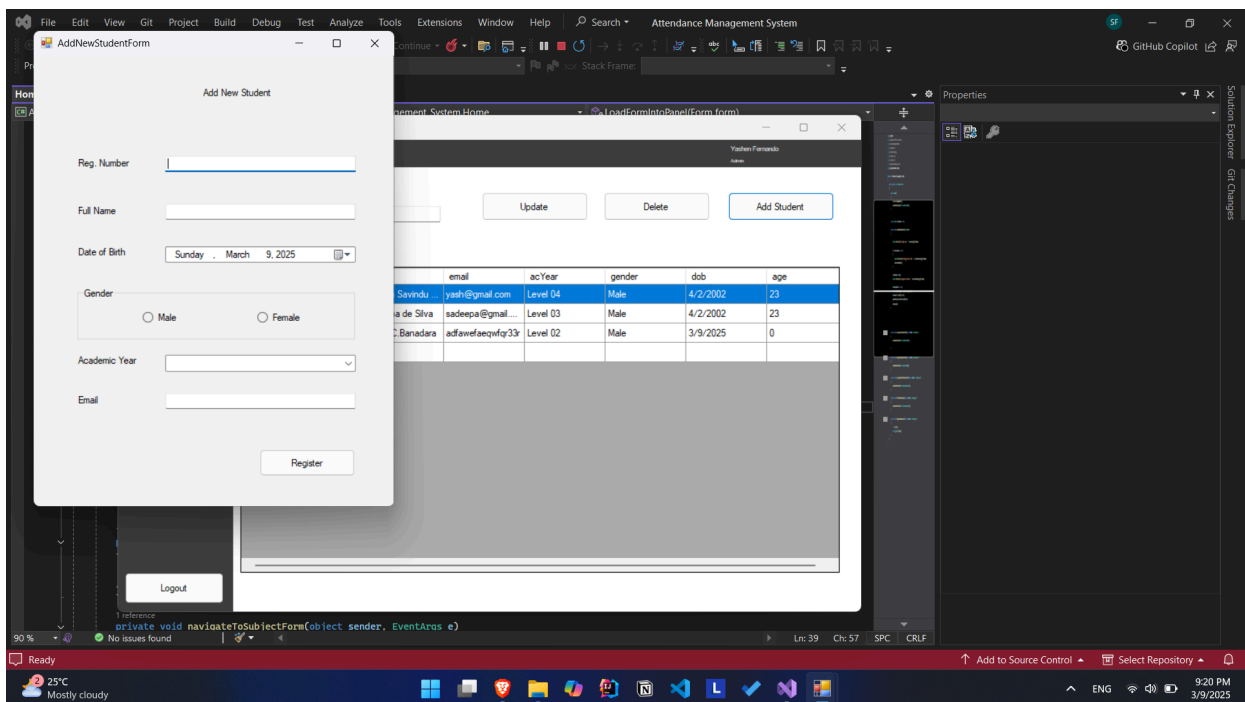 File Edit View Git Project Build Debug Test Analyze Tools Extensions Window Help Search Attendance Management System SF
AddNewStudentForm
Continue
GitHub Copilot
Pr
Stack Frame:
Add New Student
Hon
Properties
agement_System.Home LoadFormIntoPanel(Form form)
Solution Explorer
Git Changes
Yashen Fernando
Admin
Reg. Number
Full Name
Update Delete Add Student
Date of Birth Sunday , March 9, 2025
email acYear gender dob age
Savindu ... yash@gmail.com Level 04 Male 4/2/2002 23
a de Silva sadeepa@gmail.... Level 03 Male 4/2/2002 23
C.Banadara adfawefaeqwfqr33r Level 02 Male 3/9/2025 0
Gender
Male Female
Academic Year
Email
Register
Logout
1 reference
private void navigateToSubjectForm(object sender, EventArgs e)
90 % No issues found Ln: 39 Ch: 57 SPC CRLF
Ready Add to Source Control Select Repository
2
25°C
Mostly cloudy
ENG
9:20 PM
3/9/2025